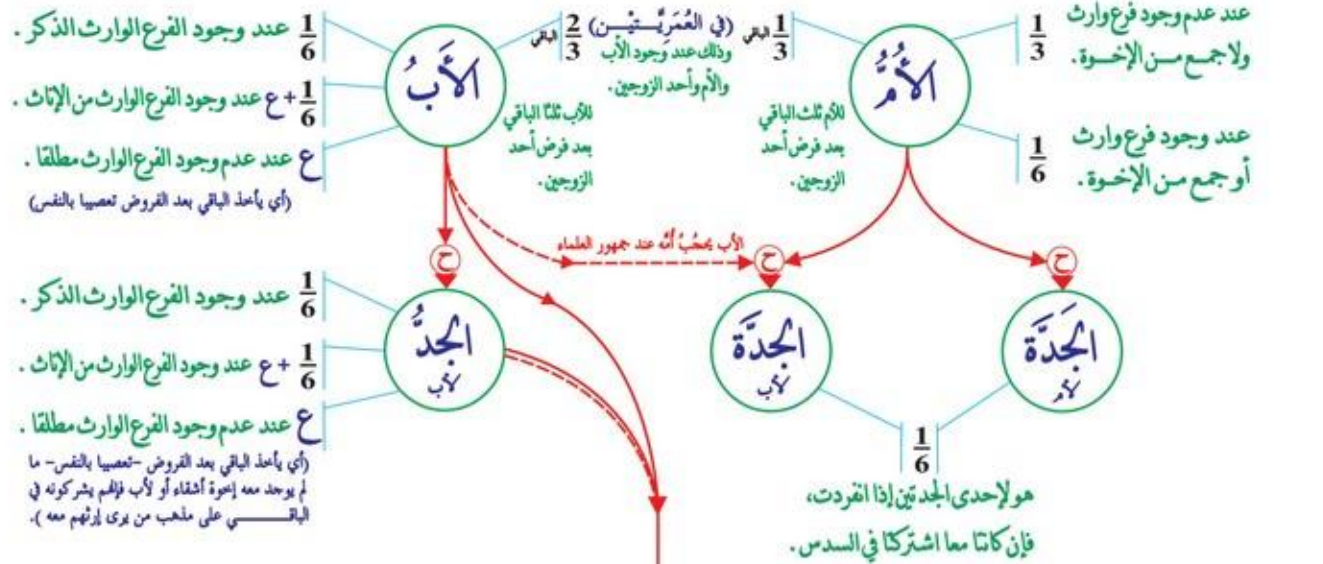 عند عدم وجود فرع وارث
ولا جمع من الإخوة .
1/3
عند وجود فرع وارث
أو جمع من الإخوة .
1/6
الأُمُّ
1/3 الباقي
(في العُمَرِيَّتَيْن)
وذلك عند وجود الأب
والأم وأحد الزوجين .
2/3 الباقي
للأم ثلث الباقي
بعد فرض أحد
الزوجين .
للأب ثلثا الباقي
بعد فرض أحد
الزوجين .
الأَبُ
1/6 عند وجود الفرع الوارث الذكر .
1/6 + ع عند وجود الفرع الوارث من الإناث .
ع عند عدم وجود الفرع الوارث مطلقا .
(أي يأخذ الباقي بعد الفروض تعصيبا بالنفس)
الأب يحجُبُ أمَّه عند جمهور العلماء
ح
ح
ح
الجَدَّة
لأم
الجدَّة
لأب
الجدُّ
لأب
1/6 عند وجود الفرع الوارث الذكر .
1/6 + ع عند وجود الفرع الوارث من الإناث .
ع عند عدم وجود الفرع الوارث مطلقا .
(أي يأخذ الباقي بعد الفروض -تعصيبا بالنفس- ما
لم يوجد معه إخوة أشقاء أو لأب فإنهم يشركونه في
الباقي على مذهب من يرى إرثهم معه ).
1/6
هو لإحدى الجدتين إذا انفردت،
فإن كانتا معا اشتركتا في السدس .